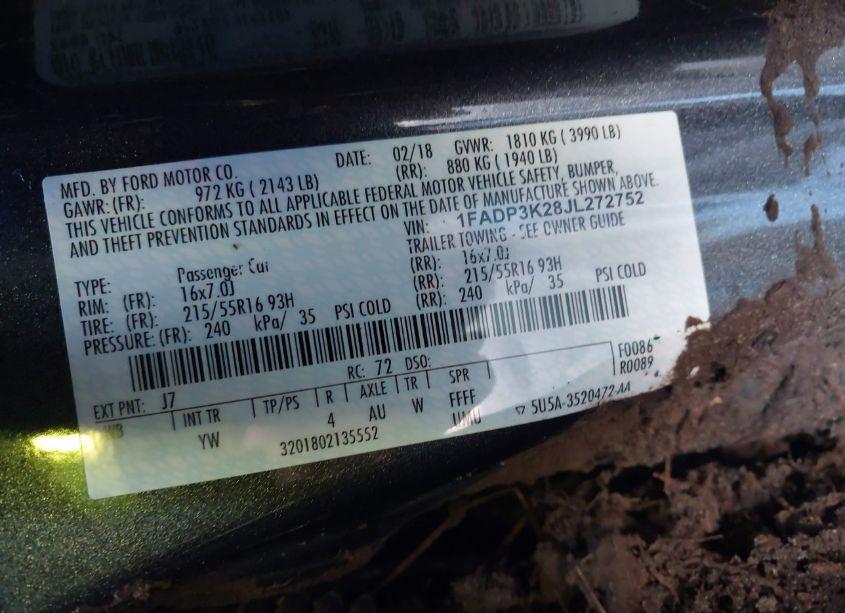 MFD. BY FORD MOTOR CO.
DATE: 02/18 GVWR: 1810 KG ( 3990 LB)
GAWR: (FR): 972 KG ( 2143 LB) (RR): 880 KG ( 1940 LB)
THIS VEHICLE CONFORMS TO ALL APPLICABLE FEDERAL MOTOR VEHICLE SAFETY, BUMPER,
AND THEFT PREVENTION STANDARDS IN EFFECT ON THE DATE OF MANUFACTURE SHOWN ABOVE.
VIN: 1FADP3K28JL272752
TYPE: Passenger Car TRAILER TOWING - SEE OWNER GUIDE
RIM: (FR): 16x7.0J (RR): 16x7.0J
TIRE: (FR): 215/55R16 93H (RR): 215/55R16 93H
PRESSURE: (FR): 240 kPa/ 35 PSI COLD (RR): 240 kPa/ 35 PSI COLD
F0086
R0089
EXT PNT: J7 RC: 72 DSO:
WB INT TR TP/PS R AXLE TR SPR
YW 4 AU W FFFF
3201802135552 UMU 5U5A-3520472 AA